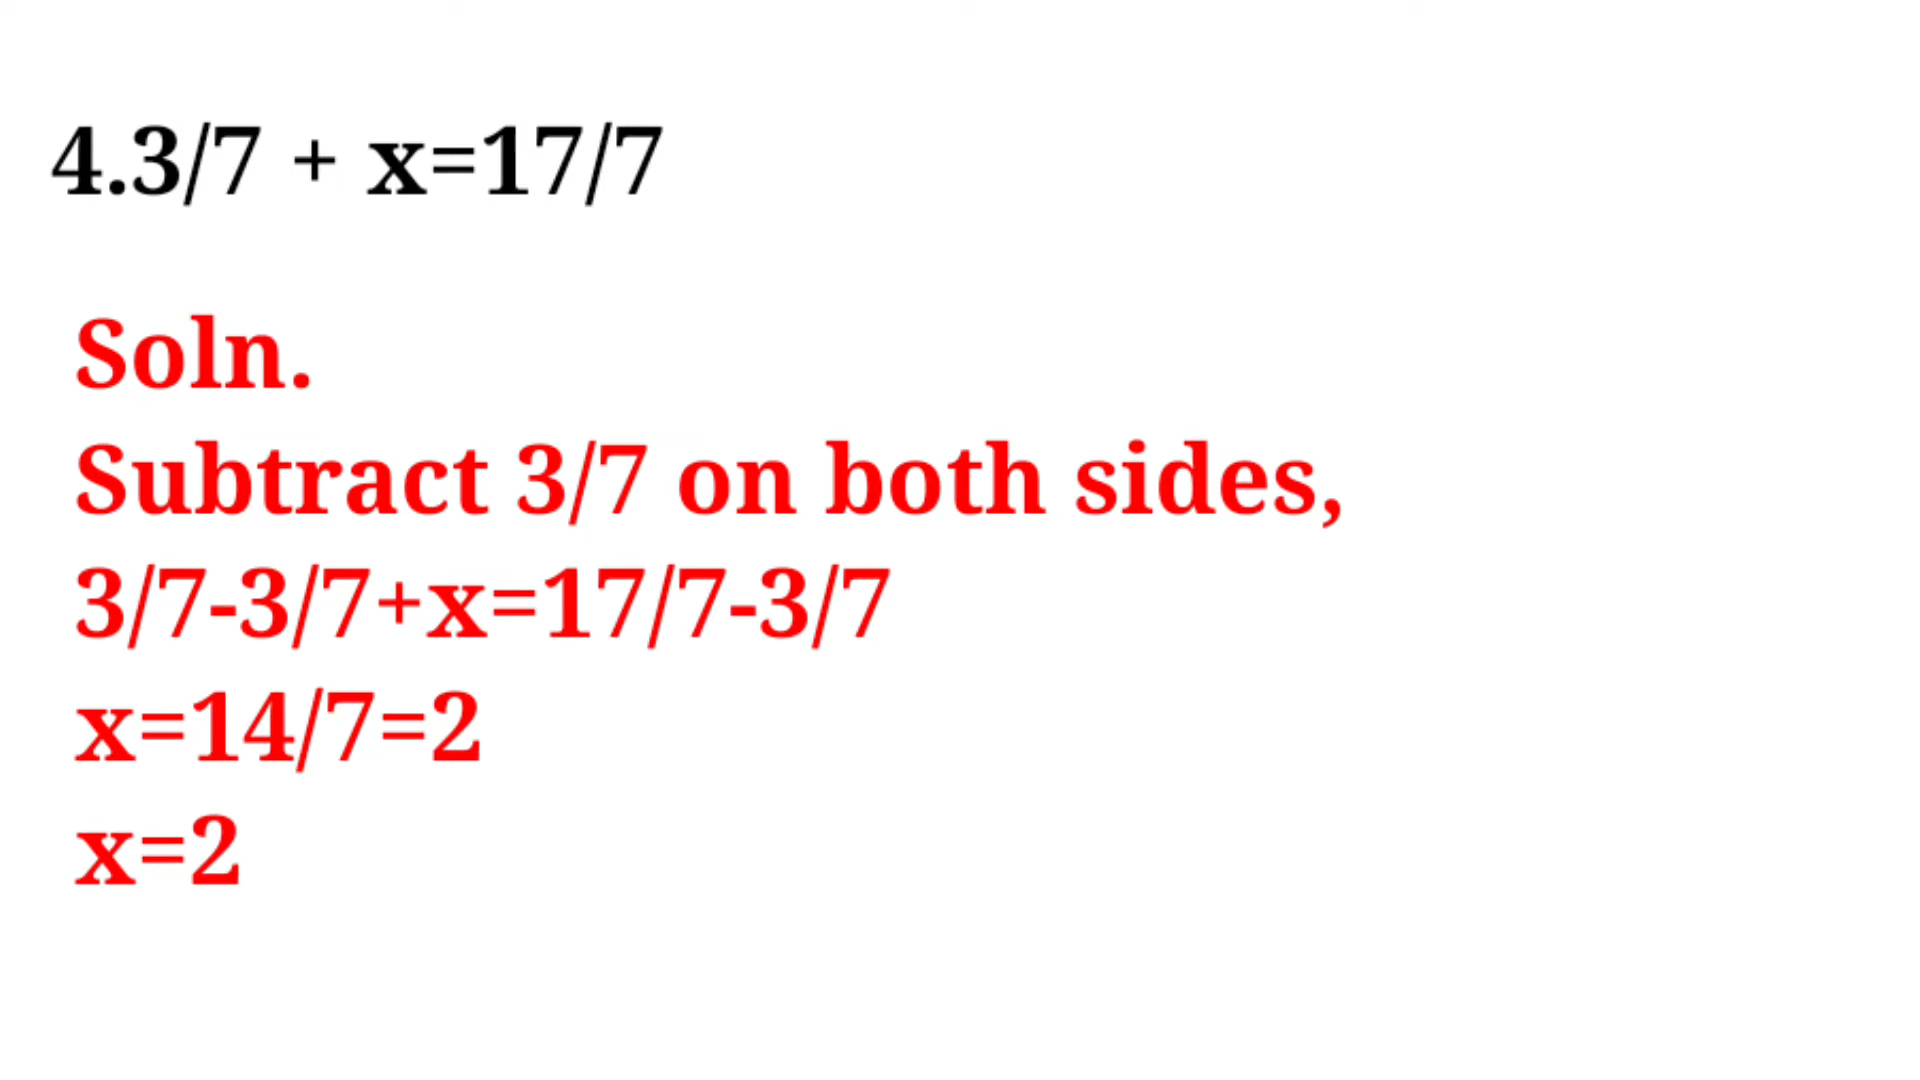 4.3/7 + x=17/7
Soln.
Subtract 3/7 on both sides,
3/7-3/7+x=17/7-3/7
x=14/7=2
x=2